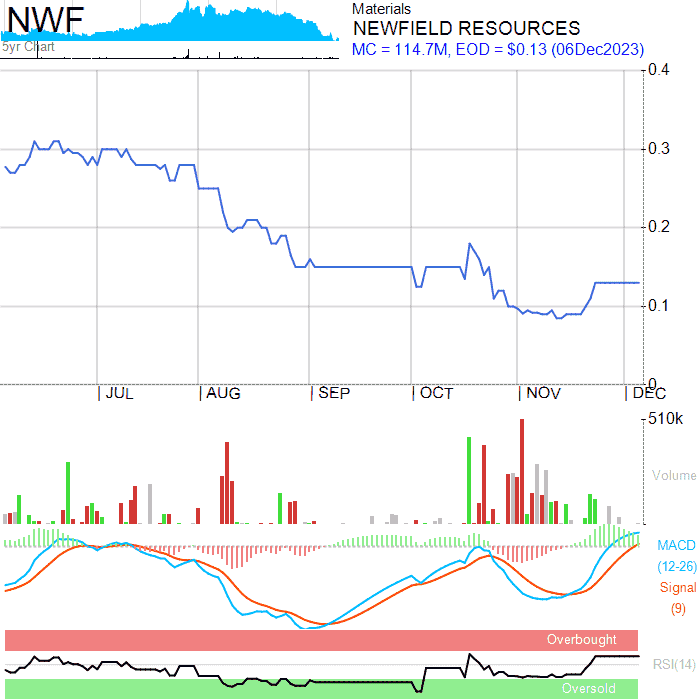 NWF
5yr Chart
Materials
NEWFIELD RESOURCES
MC = 114.7M, EOD = $0.13 (06Dec2023)
0.4
0.3
0.2
0.1
0
JUL AUG SEP OCT NOV DEC
510k
Volume
MACD
(12-26)
Signal
(9)
Overbought
RSI(14)
Oversold